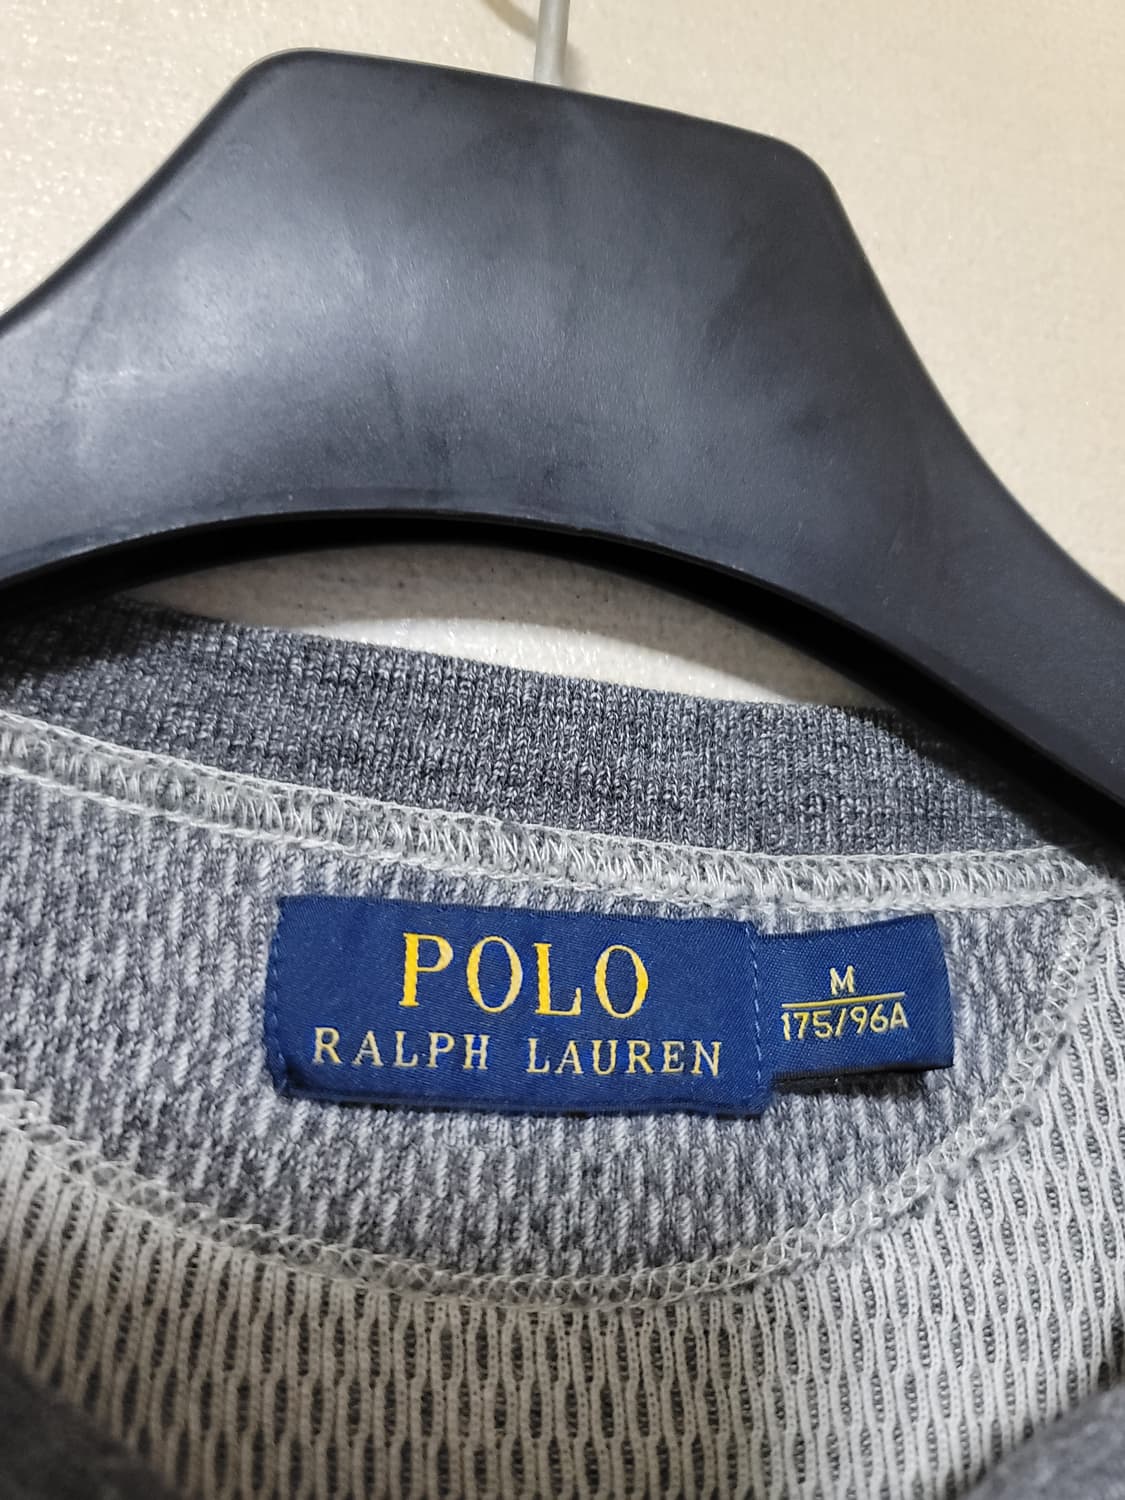 POLO
RALPH LAUREN
M
175/96A